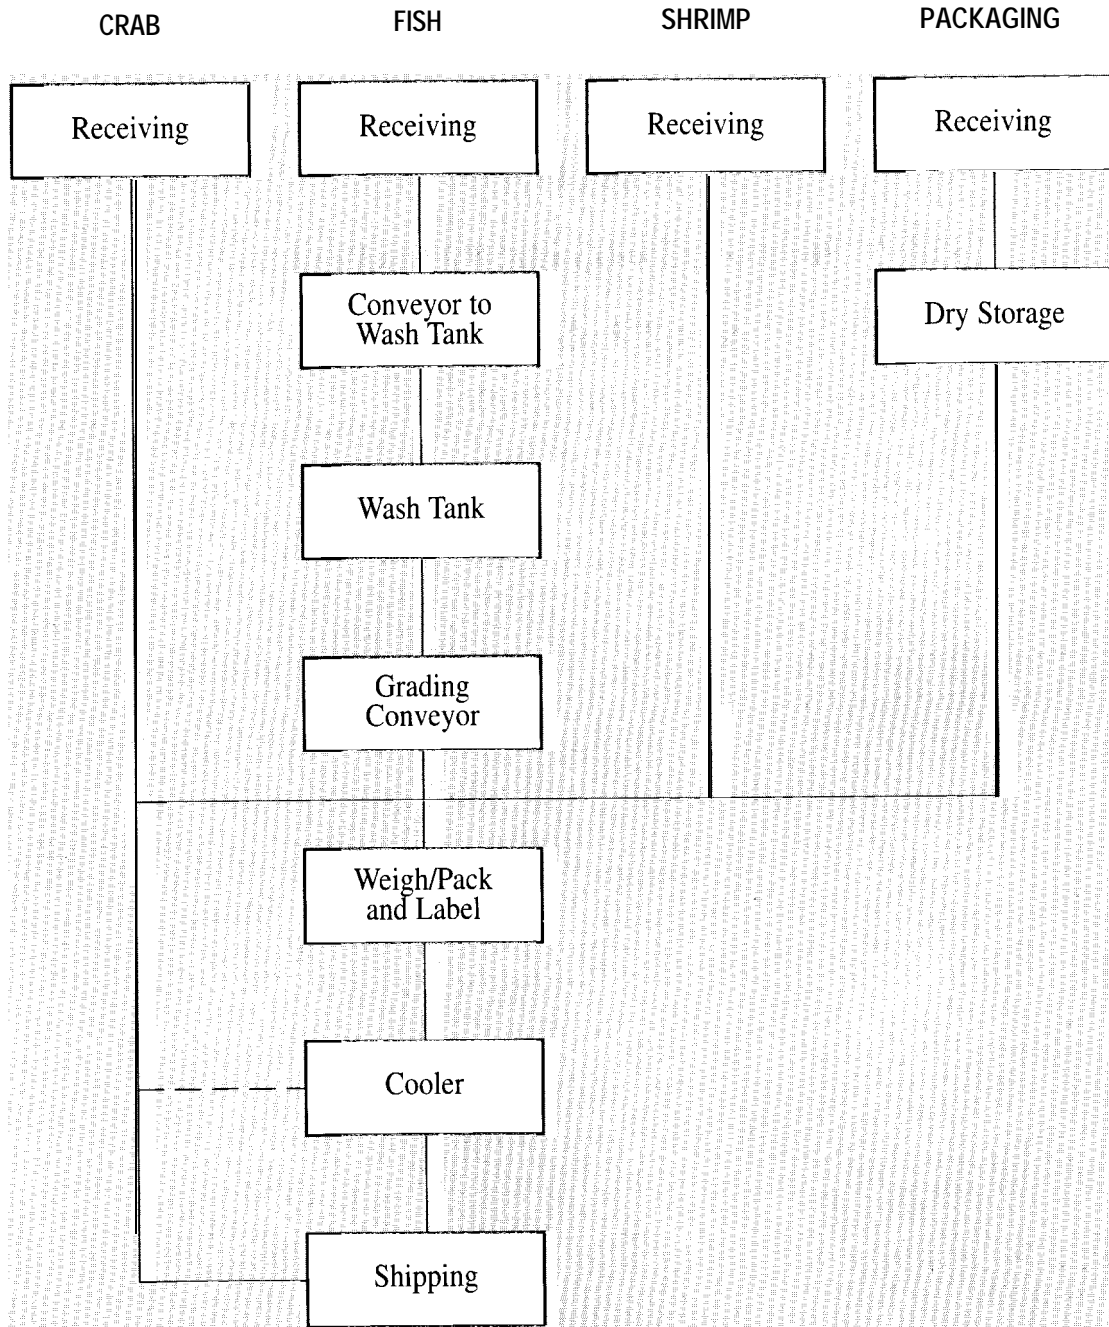 CRAB
FISH
SHRIMP
PACKAGING
Receiving
Receiving
Receiving
Receiving
Conveyor to
Wash Tank
Dry Storage
Wash Tank
Grading
Conveyor
Weigh/Pack
and Label
Cooler
Shipping